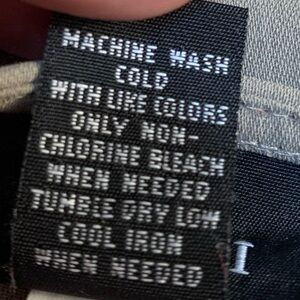 MACHINE WASH
COLD
WITH LIKE COLORS
ONLY NON-
CHLORINE BLEACH
WHEN NEEDED
TUMBLE DRY LOW
COOL IRON
WHEN NEEDED